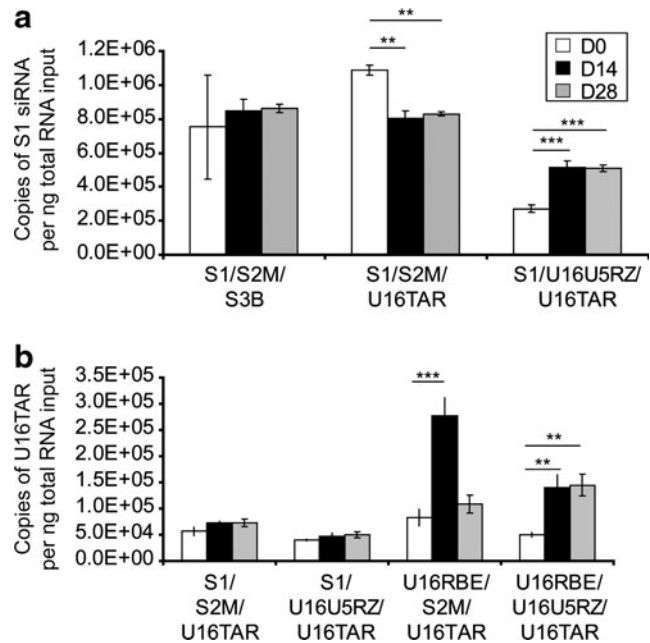 a
Copies of S1 siRNA
per ng total RNA input
1.2E+06
1.0E+06
8.0E+05
6.0E+05
4.0E+05
2.0E+05
0.0E+00
**
**
***
***
D0
D14
D28
S1/S2M/
S3B
S1/S2M/
U16TAR
S1/U16U5RZ/
U16TAR
b
Copies of U16TAR
per ng total RNA input
3.5E+05
3.0E+05
2.5E+05
2.0E+05
1.5E+05
1.0E+05
5.0E+04
0.0E+00
***
**
**
S1/
S2M/
U16TAR
S1/
U16U5RZ/
U16TAR
U16RBE/
S2M/
U16TAR
U16RBE/
U16U5RZ/
U16TAR